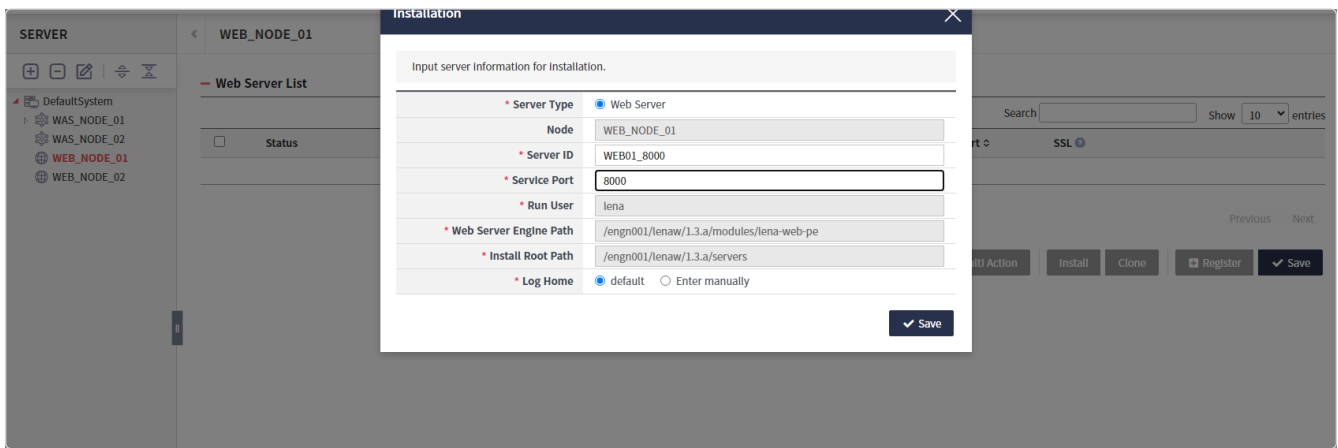 SERVER
WEB_NODE_01
DefaultSystem
WAS_NODE_01
WAS_NODE_02
WEB_NODE_01
WEB_NODE_02
Web Server List
Search
Show 10 entries
Status
rt
SSL
Previous Next
ulti Action Install Clone Register Save
Installation
Input server information for installation.
* Server Type Web Server
Node WEB_NODE_01
* Server ID WEB01_8000
* Service Port 8000
* Run User lena
* Web Server Engine Path /engn001/lenaw/1.3.a/modules/lena-web-pe
* Install Root Path /engn001/lenaw/1.3.a/servers
* Log Home default Enter manually
Save